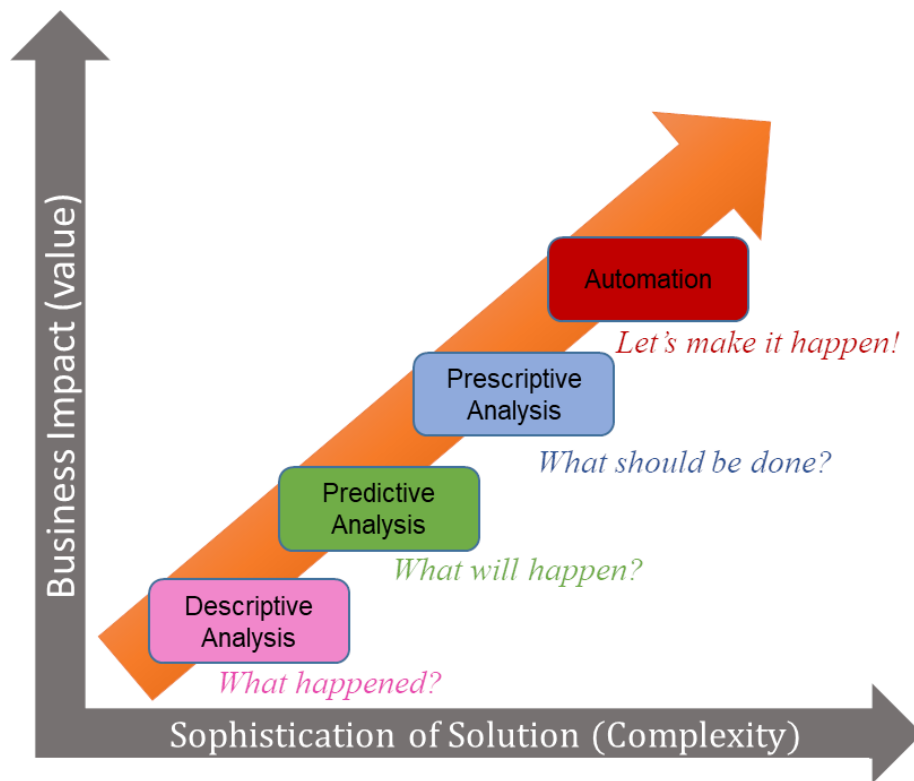 Business Impact (value)
Automation
Let’s make it happen!
Prescriptive
Analysis
What should be done?
Predictive
Analysis
What will happen?
Descriptive
Analysis
What happened?
Sophistication of Solution (Complexity)